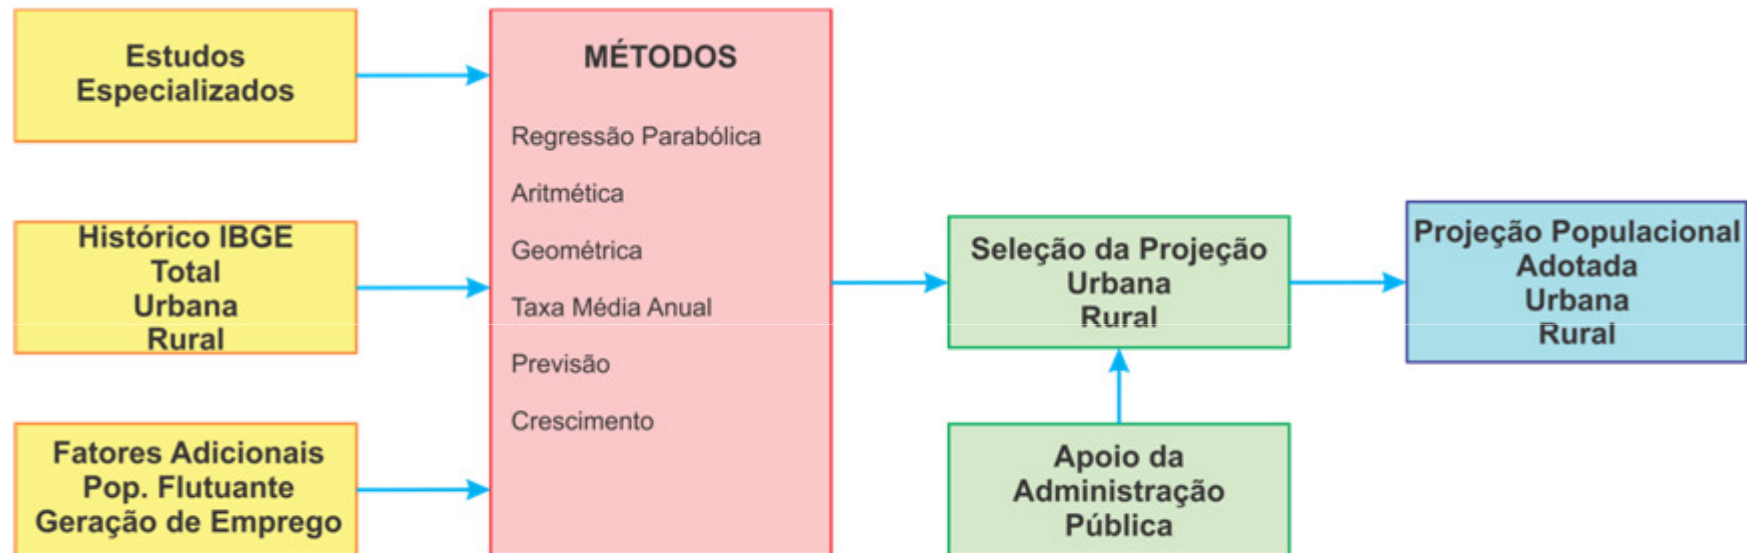 Estudos
Especializados
Histórico IBGE
Total
Urbana
Rural
Fatores Adicionais
Pop. Flutuante
Geração de Emprego
MÉTODOS
Regressão Parabólica
Aritmética
Geométrica
Taxa Média Anual
Previsão
Crescimento
Seleção da Projeção
Urbana
Rural
Apoio da
Administração
Pública
Projeção Populacional
Adotada
Urbana
Rural